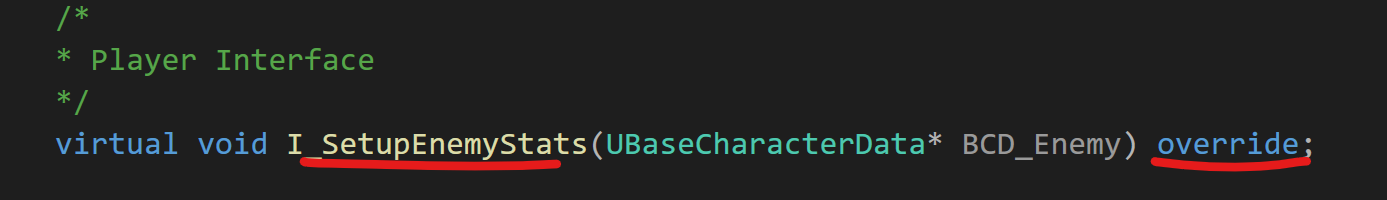 /*
* Player Interface
*/
virtual void I_SetupEnemyStats(UBaseCharacterData* BCD_Enemy) override;